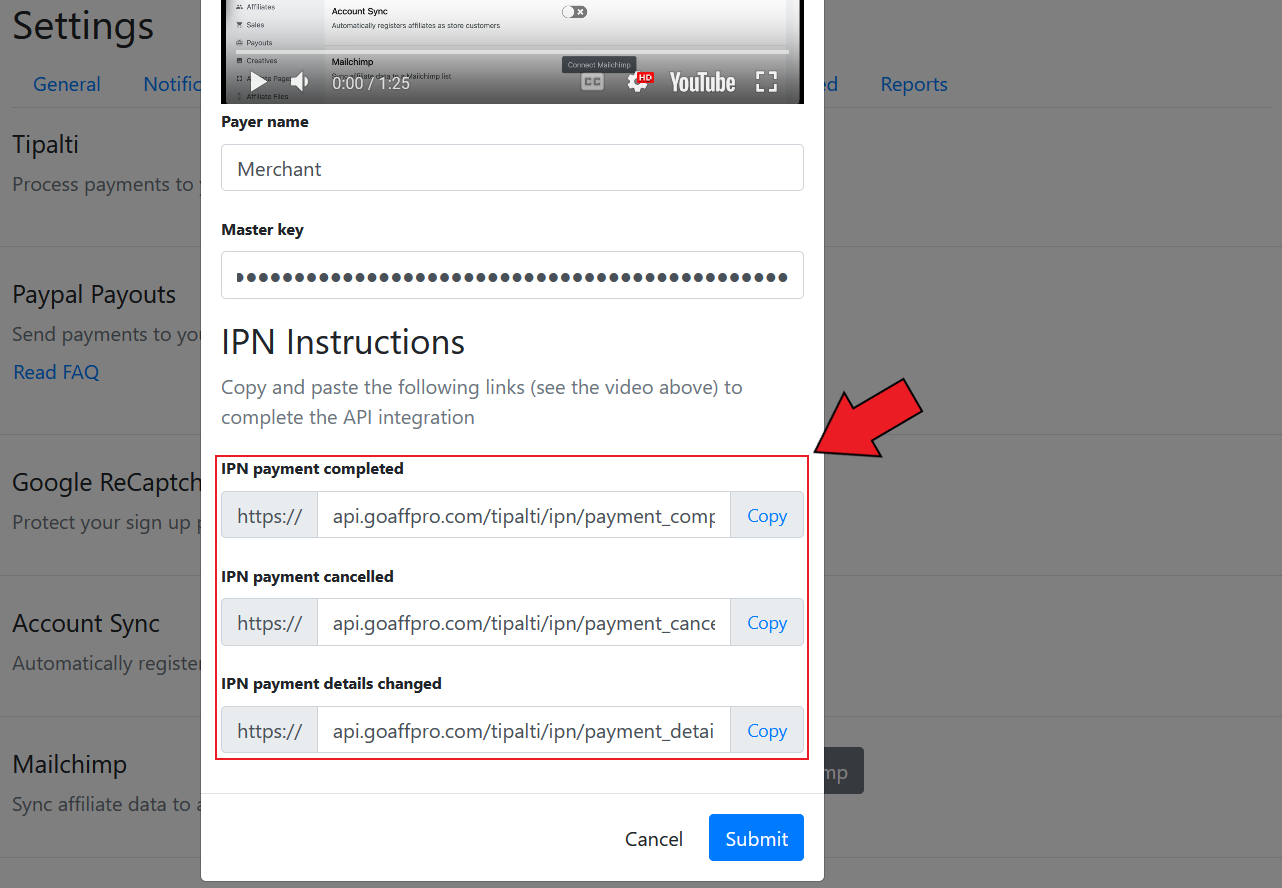 Settings
General
Notific
ed
Reports
Affiliates
Sales
Payouts
Creatives
Affiliate Files
Account Sync
Automatically registers affiliates as store customers
Mailchimp
Sync affiliate data to a Mailchimp list
Connect Mailchimp
0:00 / 1:25
CC
HD
YouTube
Tipalti
Process payments to y
Paypal Payouts
Send payments to you
Read FAQ
Google ReCaptch
Protect your sign up p
Account Sync
Automatically register
Mailchimp
Sync affiliate data to a
mp
Payer name
Merchant
Master key
IPN Instructions
Copy and paste the following links (see the video above) to
complete the API integration
IPN payment completed
https:// api.goaffpro.com/tipalti/ipn/payment_comp Copy
IPN payment cancelled
https:// api.goaffpro.com/tipalti/ipn/payment_cance Copy
IPN payment details changed
https:// api.goaffpro.com/tipalti/ipn/payment_detai Copy
Cancel
Submit